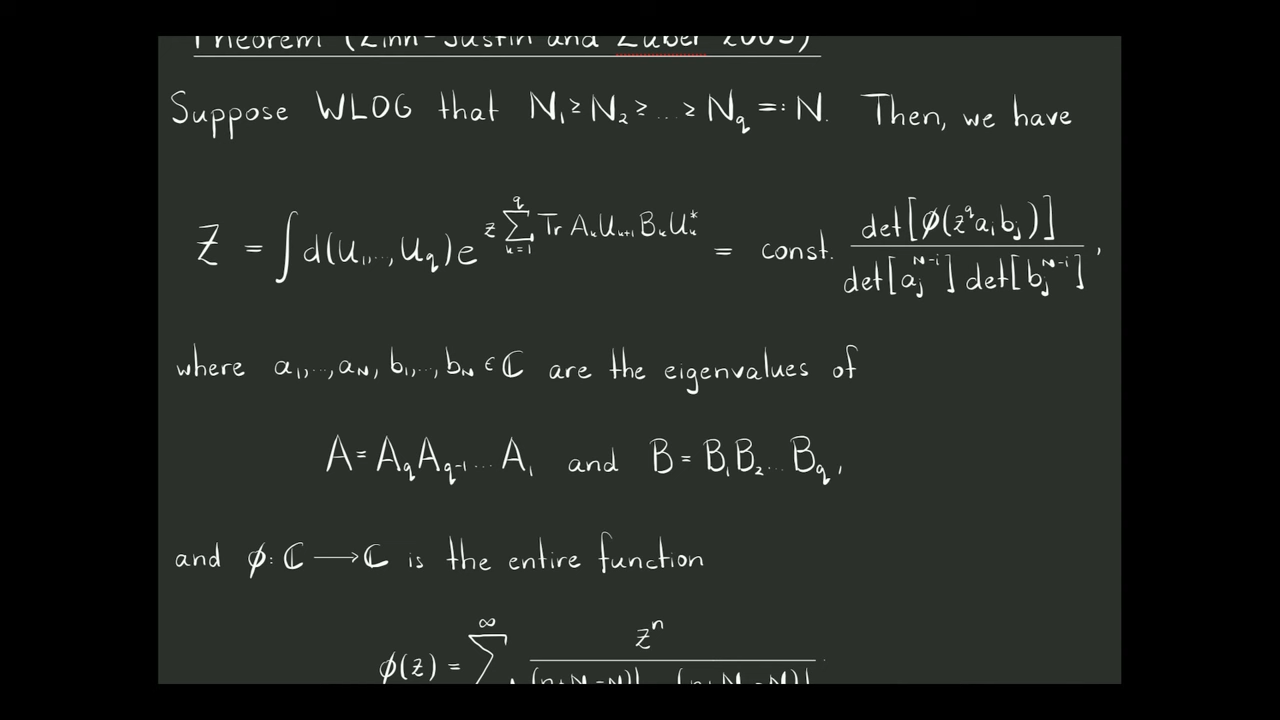 Theorem (Zinn-Justin and Zuber 2003)
Suppose WLOG that N₁ ≥ N₂ ≥ ... ≥ N_q =: N. Then, we have
Z = ∫ d(U₁,...,U_q) e^{z ∑_{k=1}^{q} Tr A_k U_{k+1} B_k U_k^*} = const. det[φ(z^q a_i b_j)] / det[a_j^{N-i}] det[b_j^{N-i}] ,
where a₁,...,a_N, b₁,...,b_N ∈ ℂ are the eigenvalues of
A = A_q A_{q-1} ... A₁ and B = B₁ B₂ ... B_q,
and φ: ℂ ⟶ ℂ is the entire function
φ(z) = ∑^∞ z^n